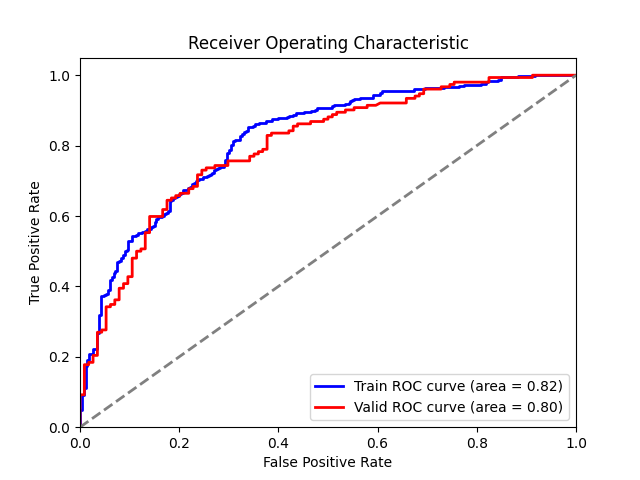 Receiver Operating Characteristic
True Positive Rate
1.0
0.8
0.6
0.4
0.2
0.0
0.0 0.2 0.4 0.6 0.8 1.0
False Positive Rate
Train ROC curve (area = 0.82)
Valid ROC curve (area = 0.80)